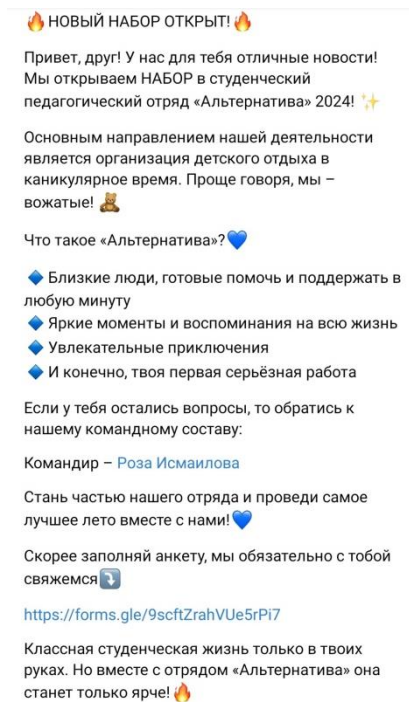 🔥НОВЫЙ НАБОР ОТКРЫТ!🔥
Привет, друг! У нас для тебя отличные новости!
Мы открываем НАБОР в студенческий
педагогический отряд «Альтернатива» 2024! ✨
Основным направлением нашей деятельности
является организация детского отдыха в
каникулярное время. Проще говоря, мы –
вожатые! 🧸
Что такое «Альтернатива»?💙
🔷 Близкие люди, готовые помочь и поддержать в
любую минуту
🔷 Яркие моменты и воспоминания на всю жизнь
🔷 Увлекательные приключения
🔷 И конечно, твоя первая серьёзная работа
Если у тебя остались вопросы, то обратись к
нашему командному составу:
Командир – Роза Исмаилова
Стань частью нашего отряда и проведи самое
лучшее лето вместе с нами!💙
Скорее заполняй анкету, мы обязательно с тобой
свяжемся⤵️
https://forms.gle/9scftZrahVUe5rPi7
Классная студенческая жизнь только в твоих
руках. Но вместе с отрядом «Альтернатива» она
станет только ярче!🔥